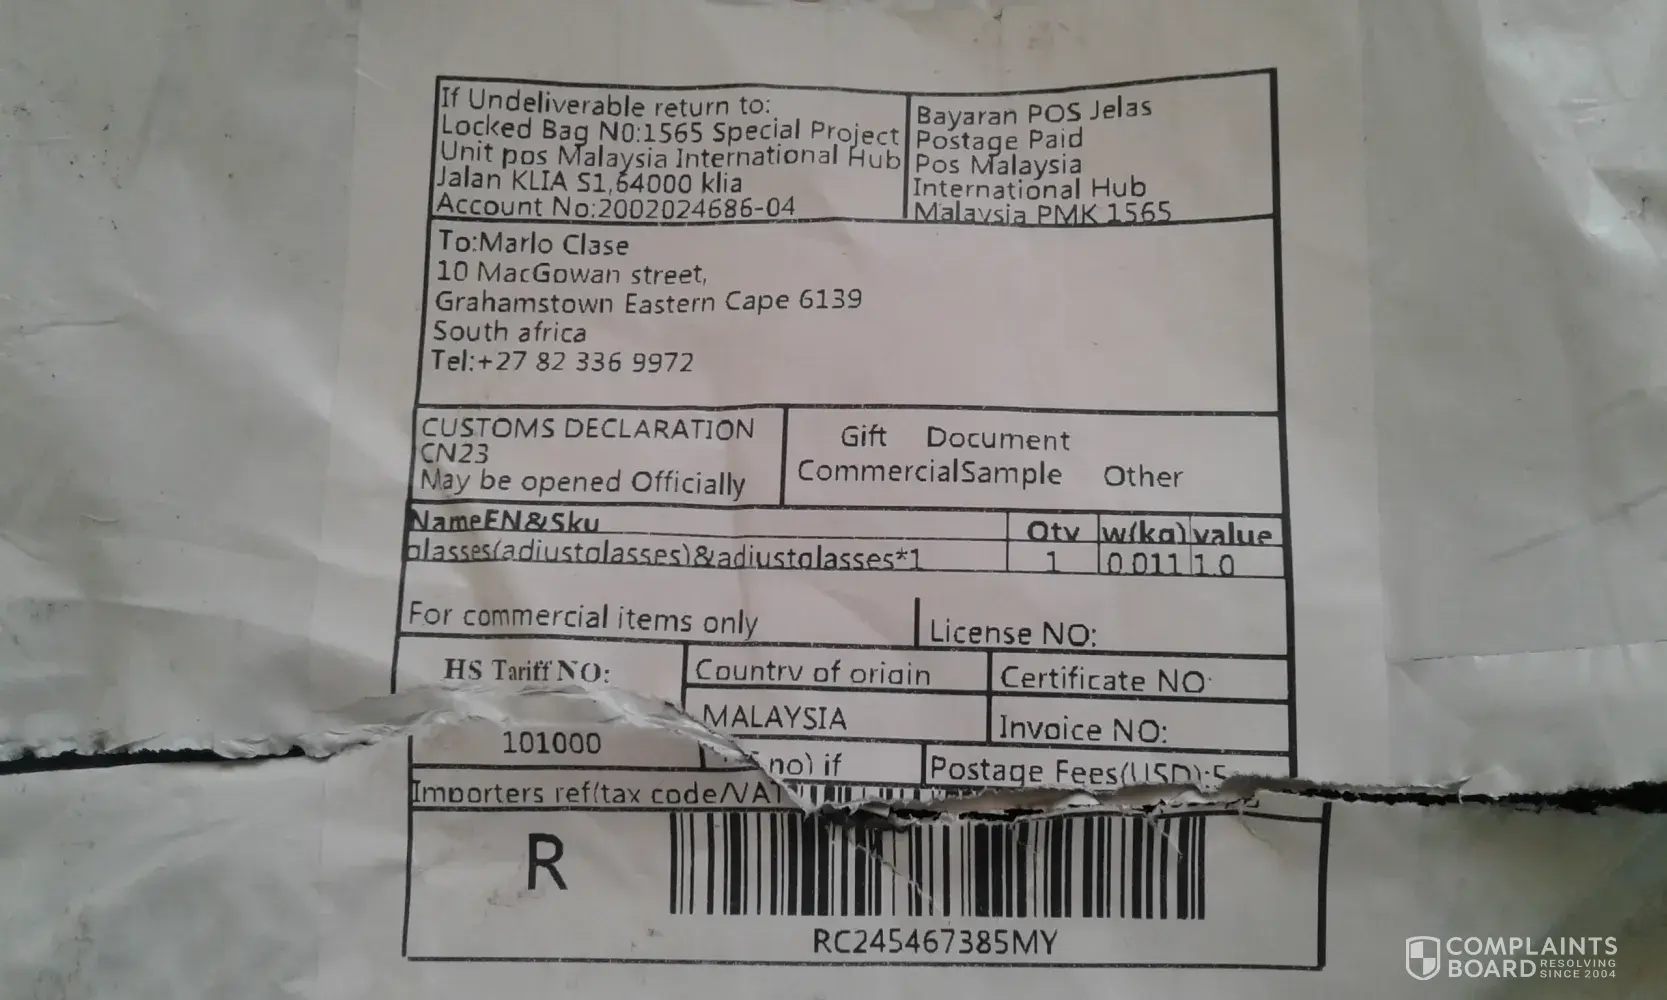 If Undeliverable return to:
Locked Bag N0:1565 Special Project
Unit pos Malaysia International Hub
Jalan KLIA S1,64000 klia
Account No:2002024686-04
Bayaran POS Jelas
Postage Paid
Pos Malaysia
International Hub
Malaysia PMK 1565
To:Marlo Clase
10 MacGowan street,
Grahamstown Eastern Cape 6139
South africa
Tel:+27 82 336 9972
CUSTOMS DECLARATION
CN23
May be opened Officially
Gift Document
CommercialSample Other
NameEN&Sku Qty w(kg) value
glasses(adjustglasses)&adjustglasses*1 1 0.011 1.0
For commercial items only
License NO:
HS Tariff NO:
Country of origin
Certificate NO
MALAYSIA
Invoice NO:
101000
no) if
Postage Fees(USD):5
Importers ref(tax code/VAT
R
RC245467385MY
COMPLAINTS
BOARD RESOLVING
SINCE 2004